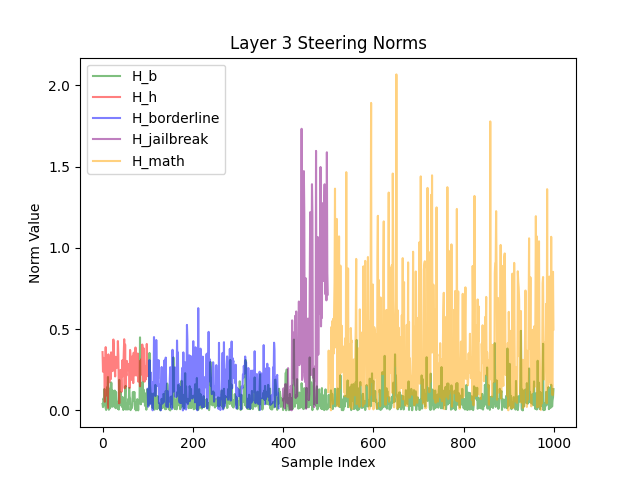 Layer 3 Steering Norms
H_b
H_h
H_borderline
H_jailbreak
H_math
Norm Value
2.0
1.5
1.0
0.5
0.0
0 200 400 600 800 1000
Sample Index